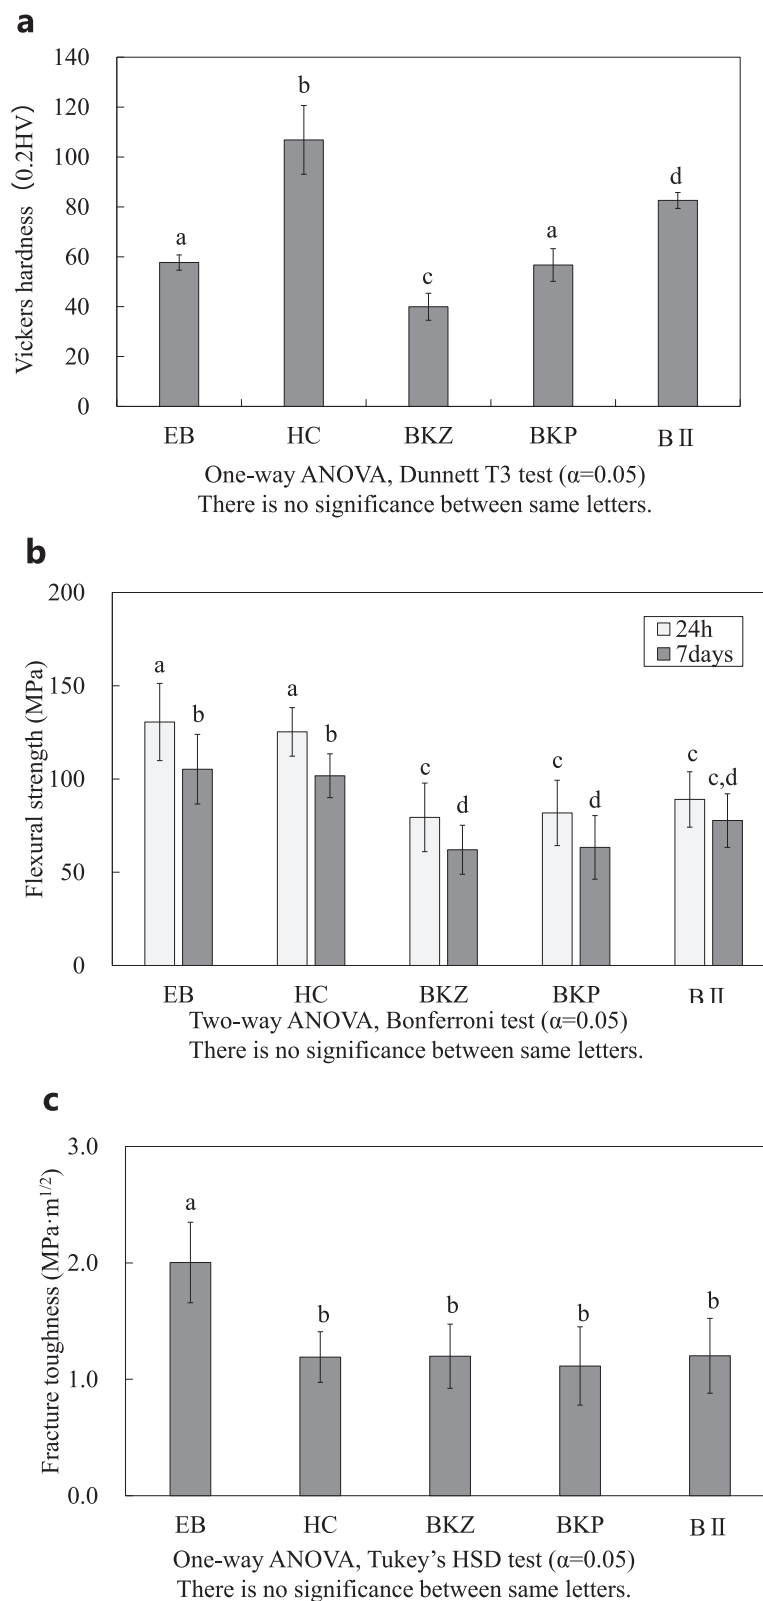 a
140
120
100
80
60
40
20
0
Vickers hardness (0.2HV)
a
b
c
a
d
EB HC BKZ BKP B II
One-way ANOVA, Dunnett T3 test (α=0.05)
There is no significance between same letters.
b
200
150
100
50
0
Flexural strength (MPa)
24h
7days
a b a b c d c d c c,d
EB HC BKZ BKP B II
Two-way ANOVA, Bonferroni test (α=0.05)
There is no significance between same letters.
c
3.0
2.0
1.0
0.0
Fracture toughness (MPa·m1/2)
a
b b b b
EB HC BKZ BKP B II
One-way ANOVA, Tukey’s HSD test (α=0.05)
There is no significance between same letters.